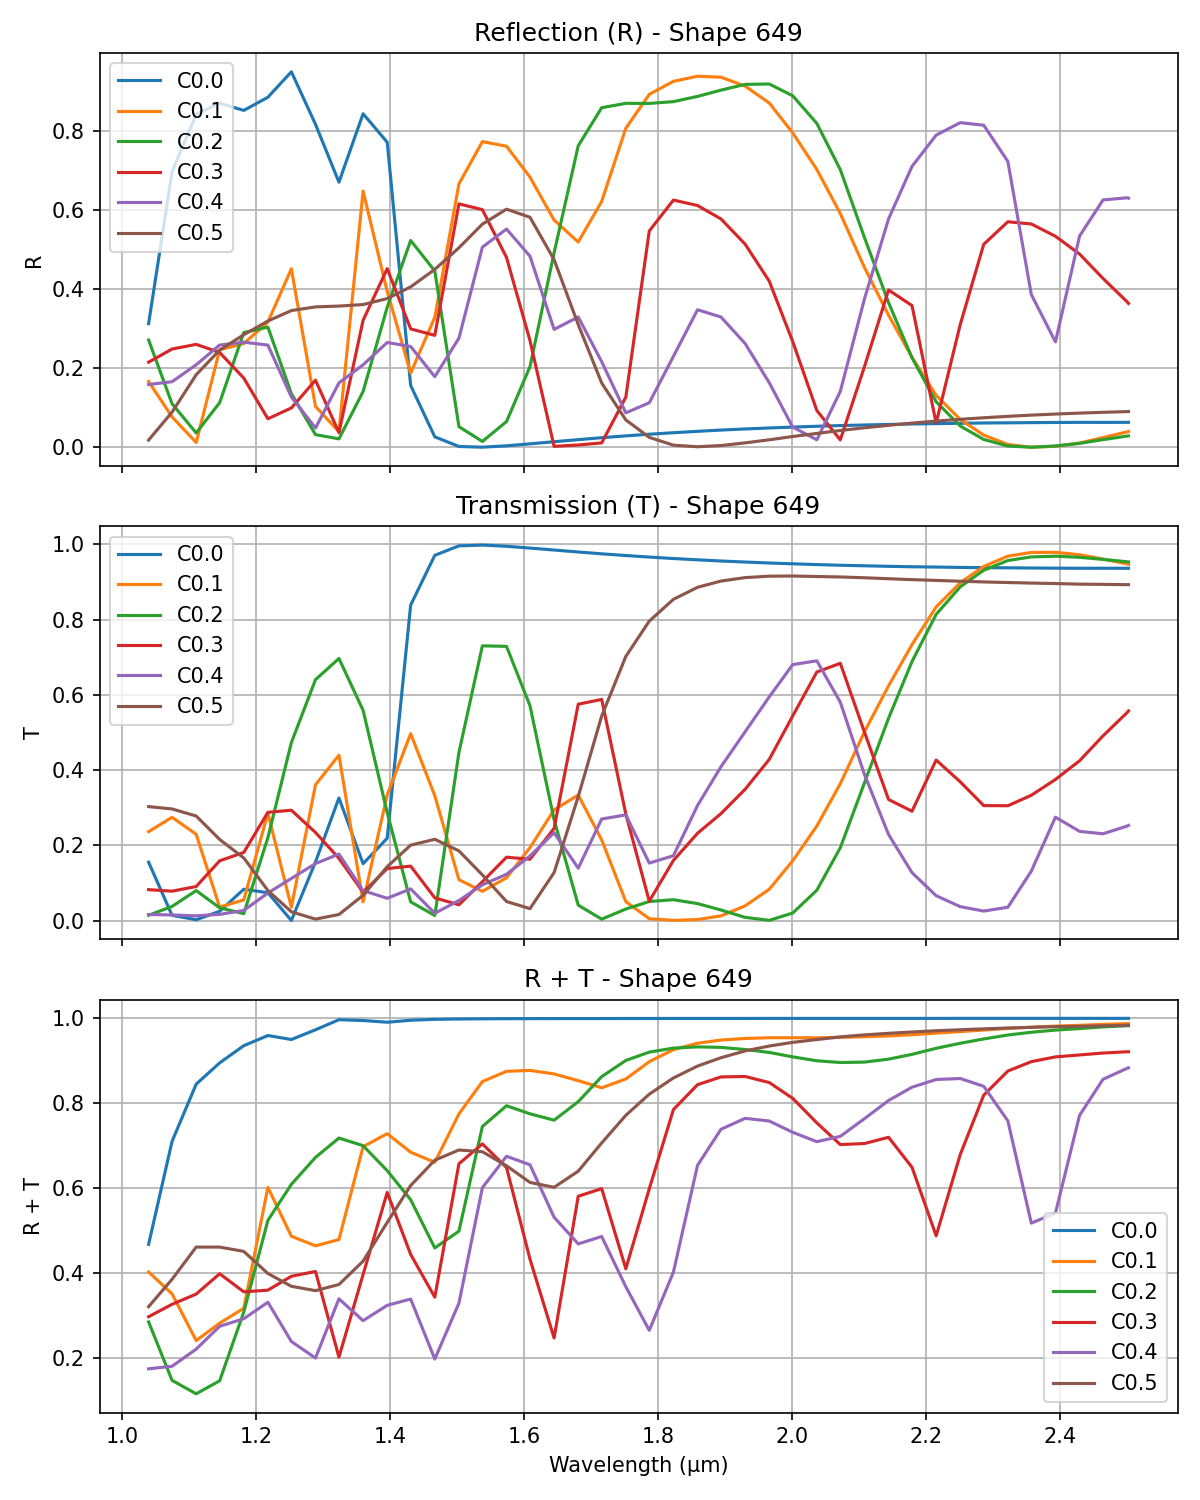 Reflection (R) - Shape 649
C0.0
C0.1
C0.2
C0.3
C0.4
C0.5
0.8
0.6
0.4
0.2
0.0
R
Transmission (T) - Shape 649
C0.0
C0.1
C0.2
C0.3
C0.4
C0.5
1.0
0.8
0.6
0.4
0.2
0.0
T
R + T - Shape 649
1.0
0.8
0.6
0.4
0.2
R + T
C0.0
C0.1
C0.2
C0.3
C0.4
C0.5
1.0 1.2 1.4 1.6 1.8 2.0 2.2 2.4
Wavelength (μm)